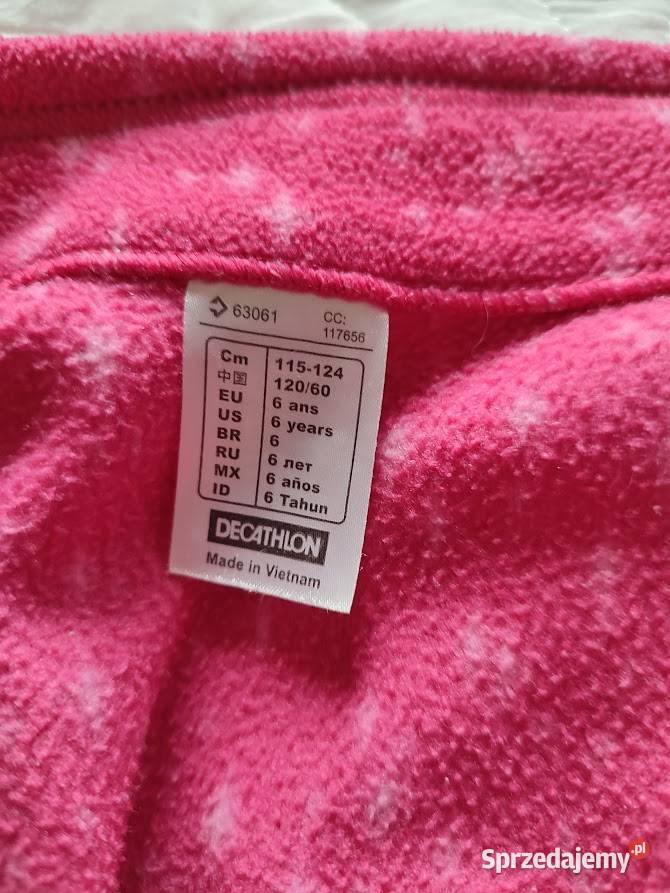 63061 CC:
117656
Cm 115-124
中国 120/60
EU 6 ans
US 6 years
BR 6
RU 6 лет
MX 6 años
ID 6 Tahun
DECATHLON
Made in Vietnam
Sprzedajemy.pl